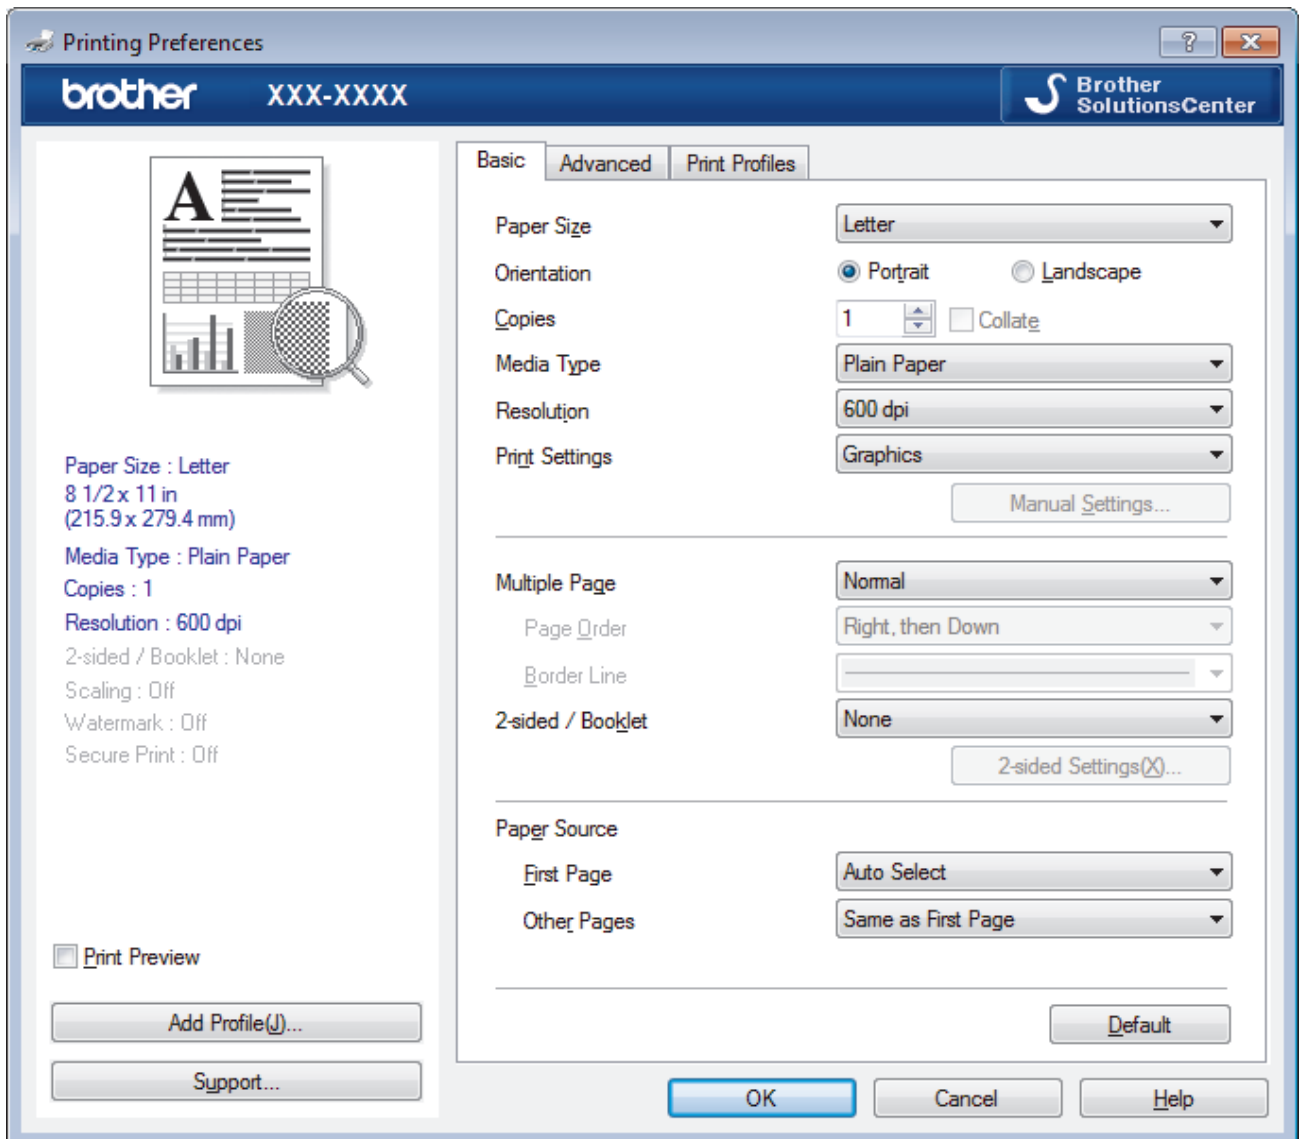 Printing Preferences
brother XXX-XXXX
Brother
SolutionsCenter
A
Paper Size : Letter
8 1/2 x 11 in
(215.9 x 279.4 mm)
Media Type : Plain Paper
Copies : 1
Resolution : 600 dpi
2-sided / Booklet : None
Scaling : Off
Watermark : Off
Secure Print : Off
Print Preview
Add Profile(J)...
Support...
Basic Advanced Print Profiles
Paper Size Letter
Orientation Portrait Landscape
Copies 1 Collate
Media Type Plain Paper
Resolution 600 dpi
Print Settings Graphics
Manual Settings...
Multiple Page Normal
Page Order Right, then Down
Border Line
2-sided / Booklet None
2-sided Settings(X)...
Paper Source
First Page Auto Select
Other Pages Same as First Page
Default
OK Cancel Help